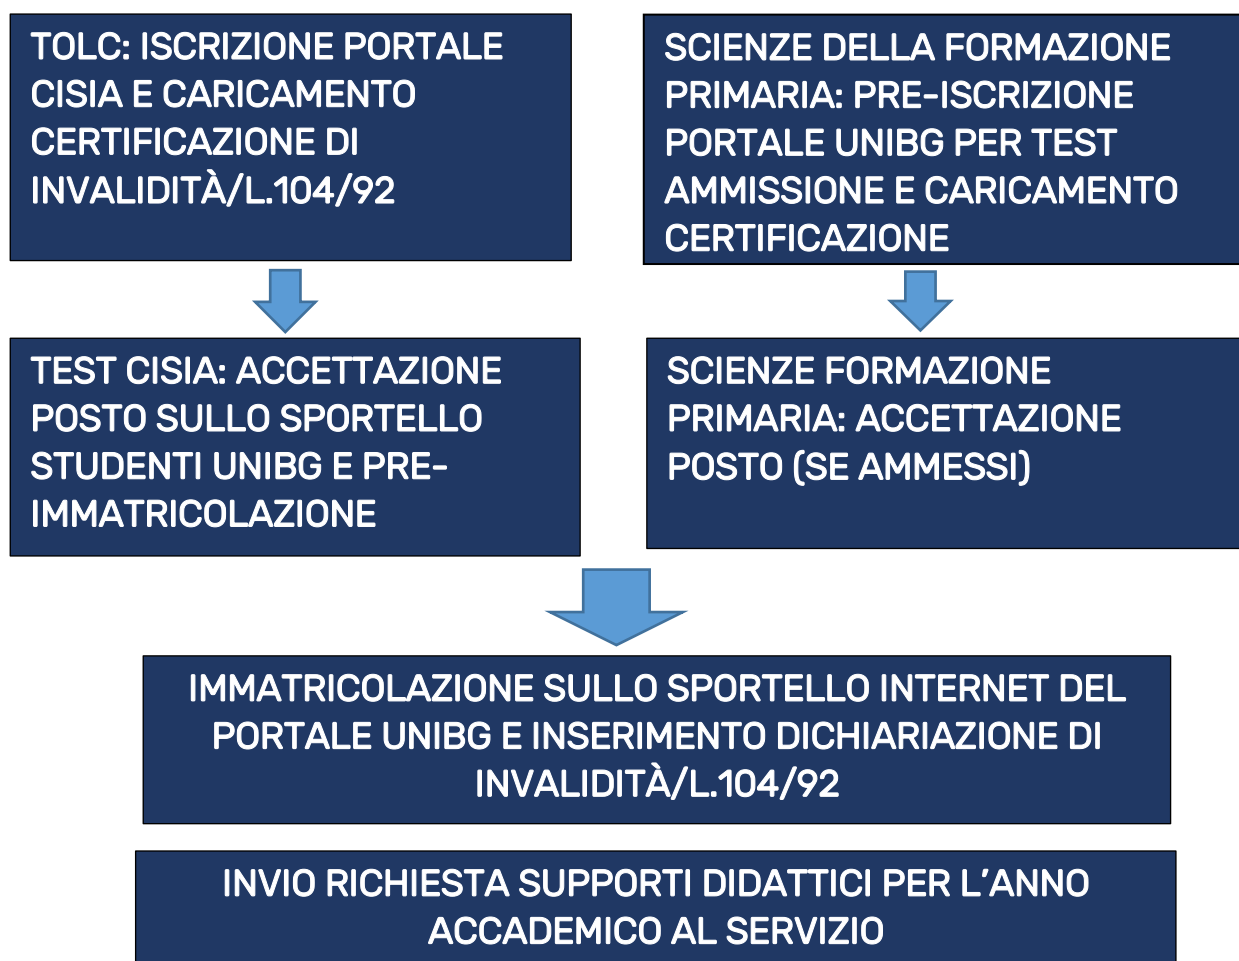 TOLC: ISCRIZIONE PORTALE
CISIA E CARICAMENTO
CERTIFICAZIONE DI
INVALIDITÀ/L.104/92
SCIENZE DELLA FORMAZIONE
PRIMARIA: PRE-ISCRIZIONE
PORTALE UNIBG PER TEST
AMMISSIONE E CARICAMENTO
CERTIFICAZIONE
TEST CISIA: ACCETTAZIONE
POSTO SULLO SPORTELLO
STUDENTI UNIBG E PRE-
IMMATRICOLAZIONE
SCIENZE FORMAZIONE
PRIMARIA: ACCETTAZIONE
POSTO (SE AMMESSI)
IMMATRICOLAZIONE SULLO SPORTELLO INTERNET DEL
PORTALE UNIBG E INSERIMENTO DICHIARIAZIONE DI
INVALIDITÀ/L.104/92
INVIO RICHIESTA SUPPORTI DIDATTICI PER L'ANNO
ACCADEMICO AL SERVIZIO